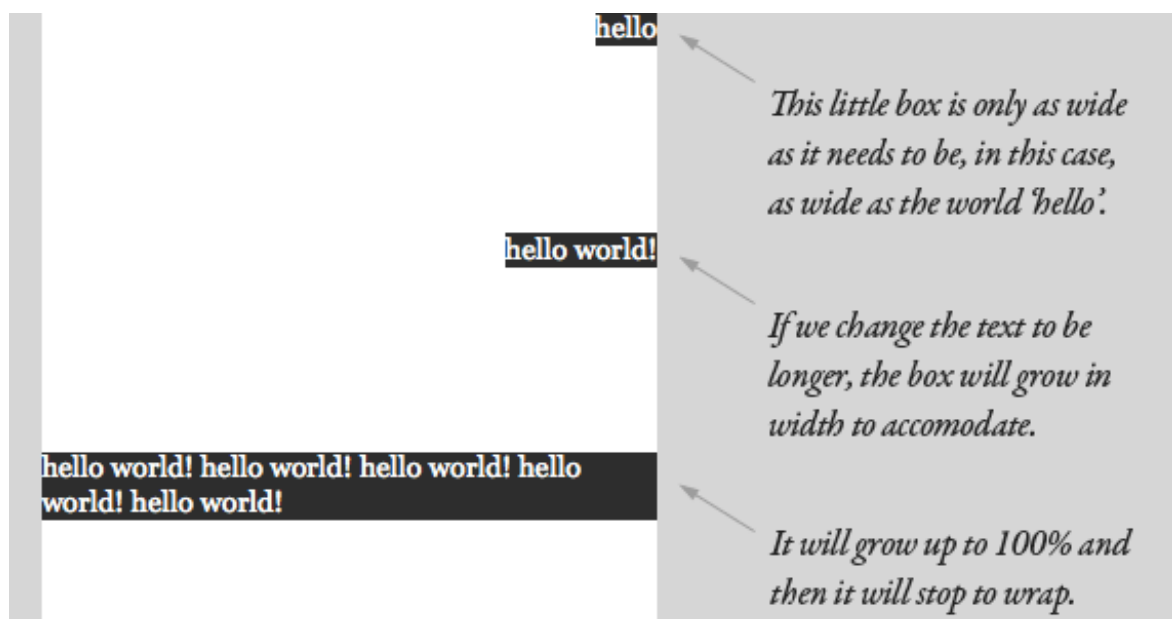 hello
This little box is only as wide
as it needs to be, in this case,
as wide as the world ‘hello’.
hello world!
If we change the text to be
longer, the box will grow in
width to accomodate.
hello world! hello world! hello world! hello
world! hello world!
It will grow up to 100% and
then it will stop to wrap.